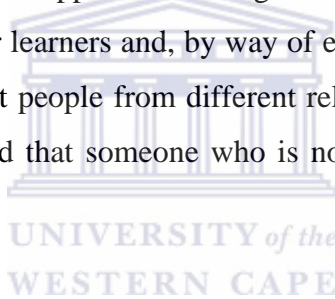 r learners and, by way of e
t people from different rel
d that someone who is no
UNIVERSITY of the
WESTERN CAPE